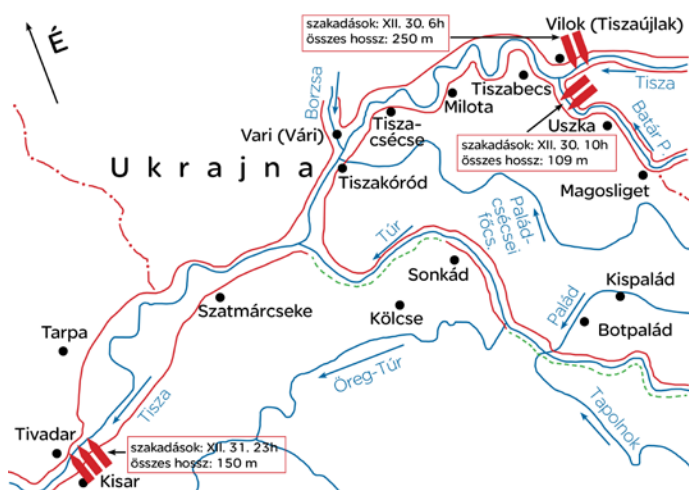 É
szakadások: XII. 30. 6h
összes hossz: 250 m
Vilok (Tiszaújlak)
Borzsa
Tiszabecs
Tisza
Milota
Tisza-
csécse
Vari (Vári)
Uszka
Batár P.
szakadások: XII. 30. 10h
összes hossz: 109 m
Ukrajna
Tiszakóród
Magosliget
Palád-
csécsei
főcs.
Túr
Sonkád
Kispalád
Palád
Botpalád
Szatmárcseke
Kölcse
Tarpa
Öreg-Túr
Tapolnok
Tisza
Tivadar
szakadások: XII. 31. 23h
összes hossz: 150 m
Kisar